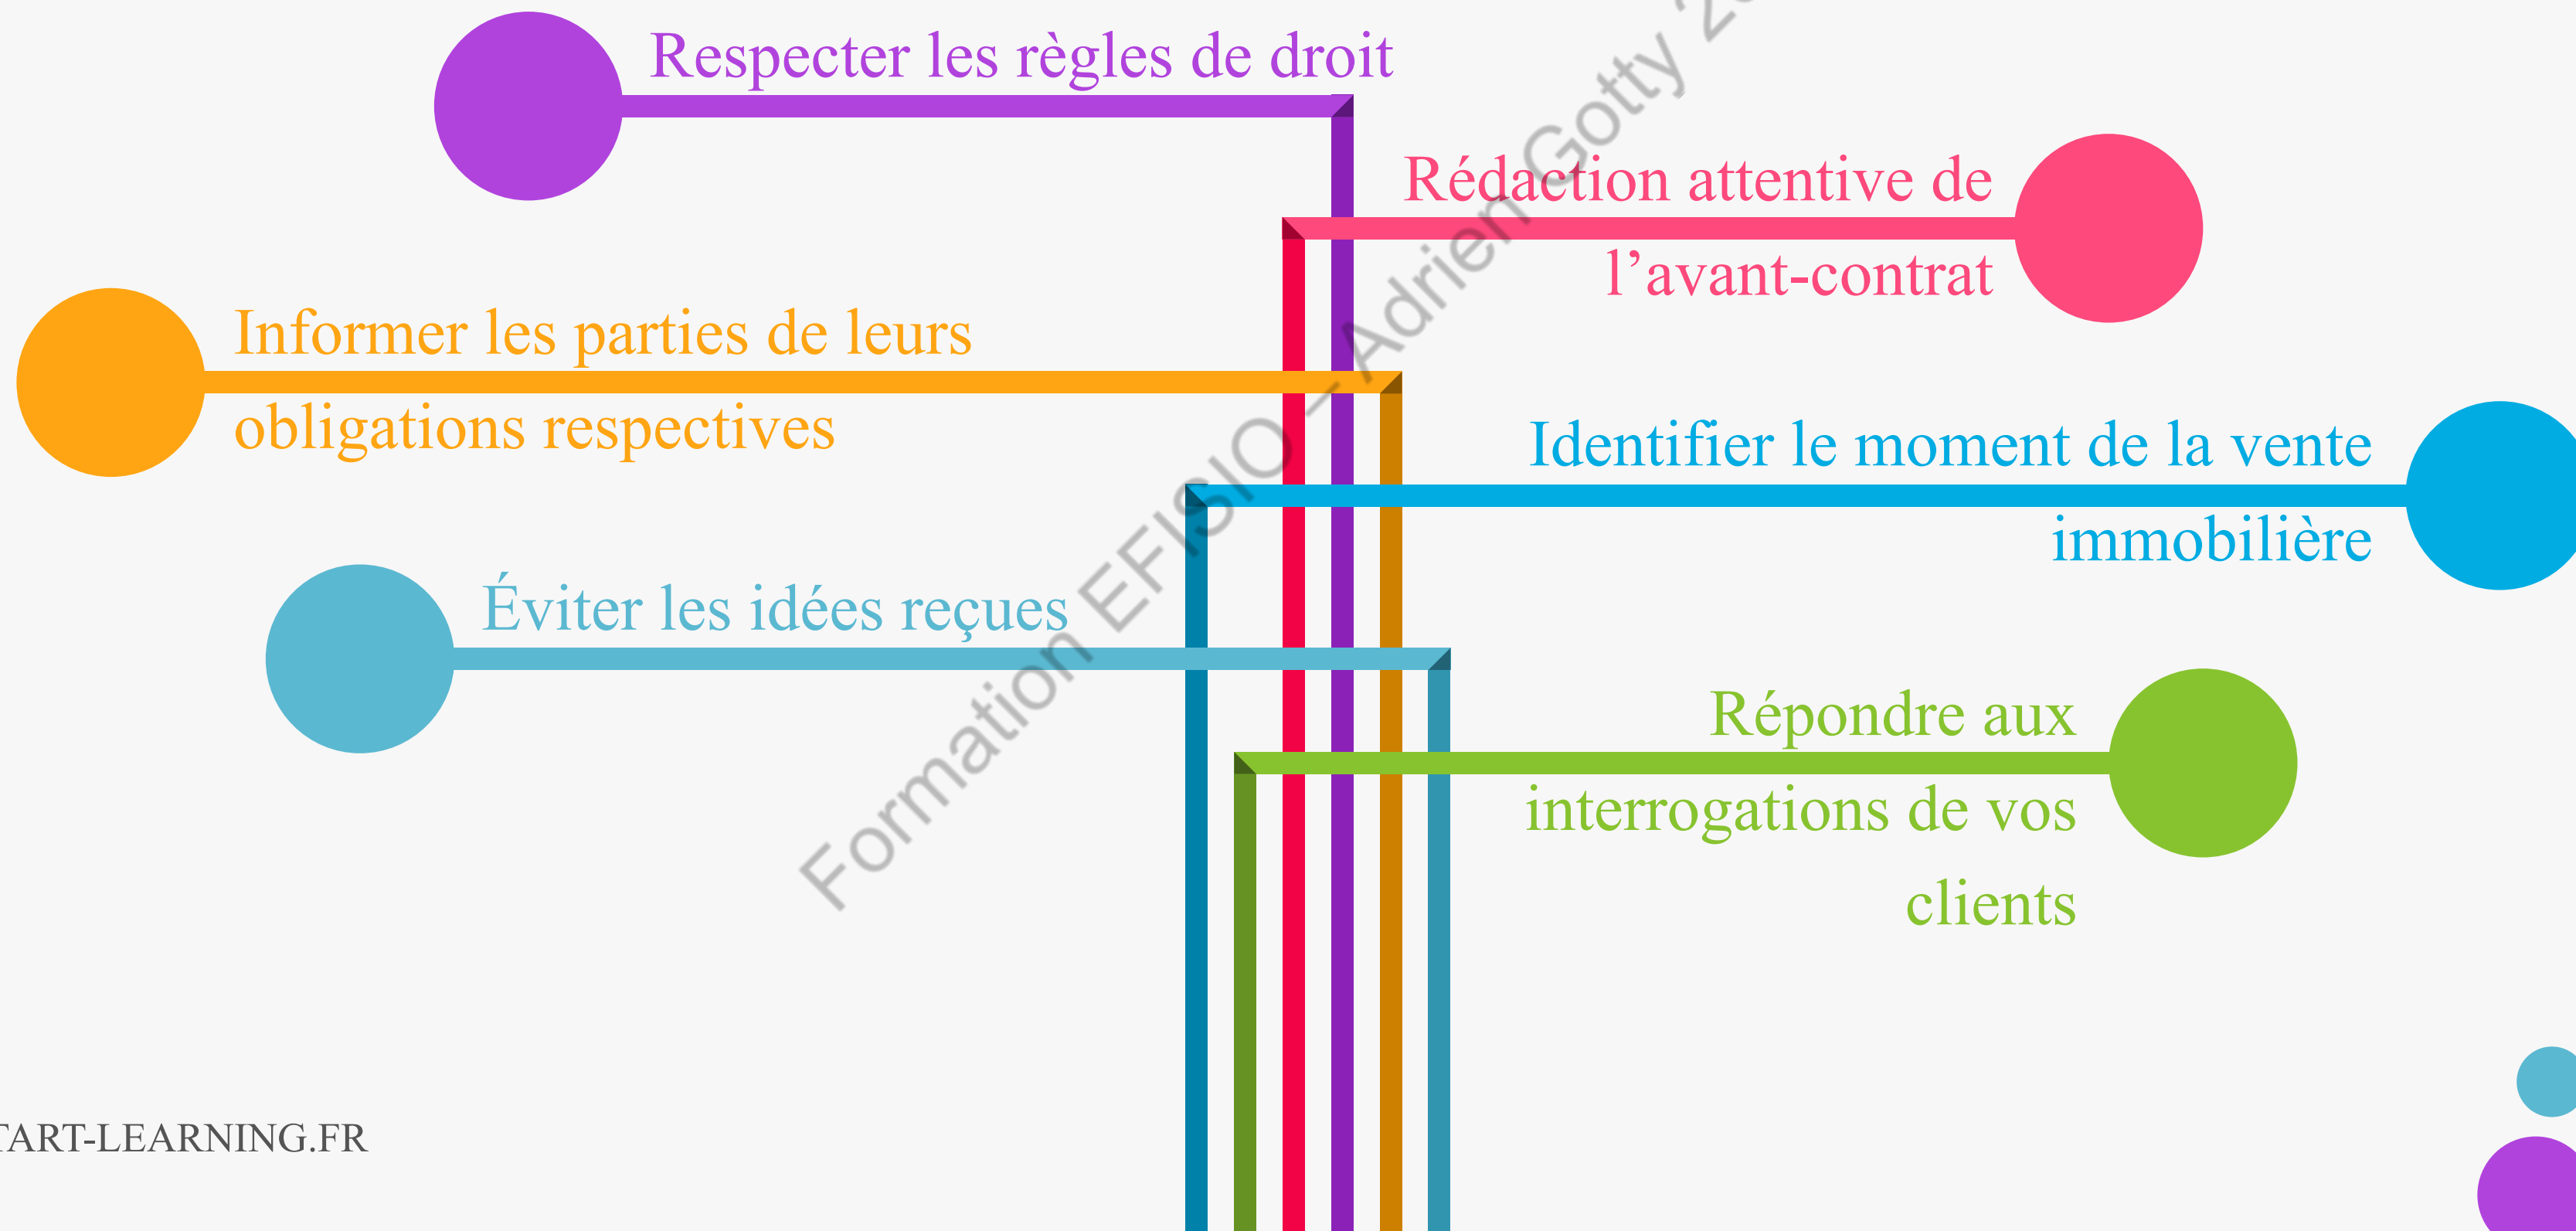 Respecter les règles de droit
Rédaction attentive de
l’avant-contrat
Informer les parties de leurs
obligations respectives
Identifier le moment de la vente
immobilière
Éviter les idées reçues
Répondre aux
interrogations de vos
clients
Formation EFISIO – Adrien Gotty
TART-LEARNING.FR